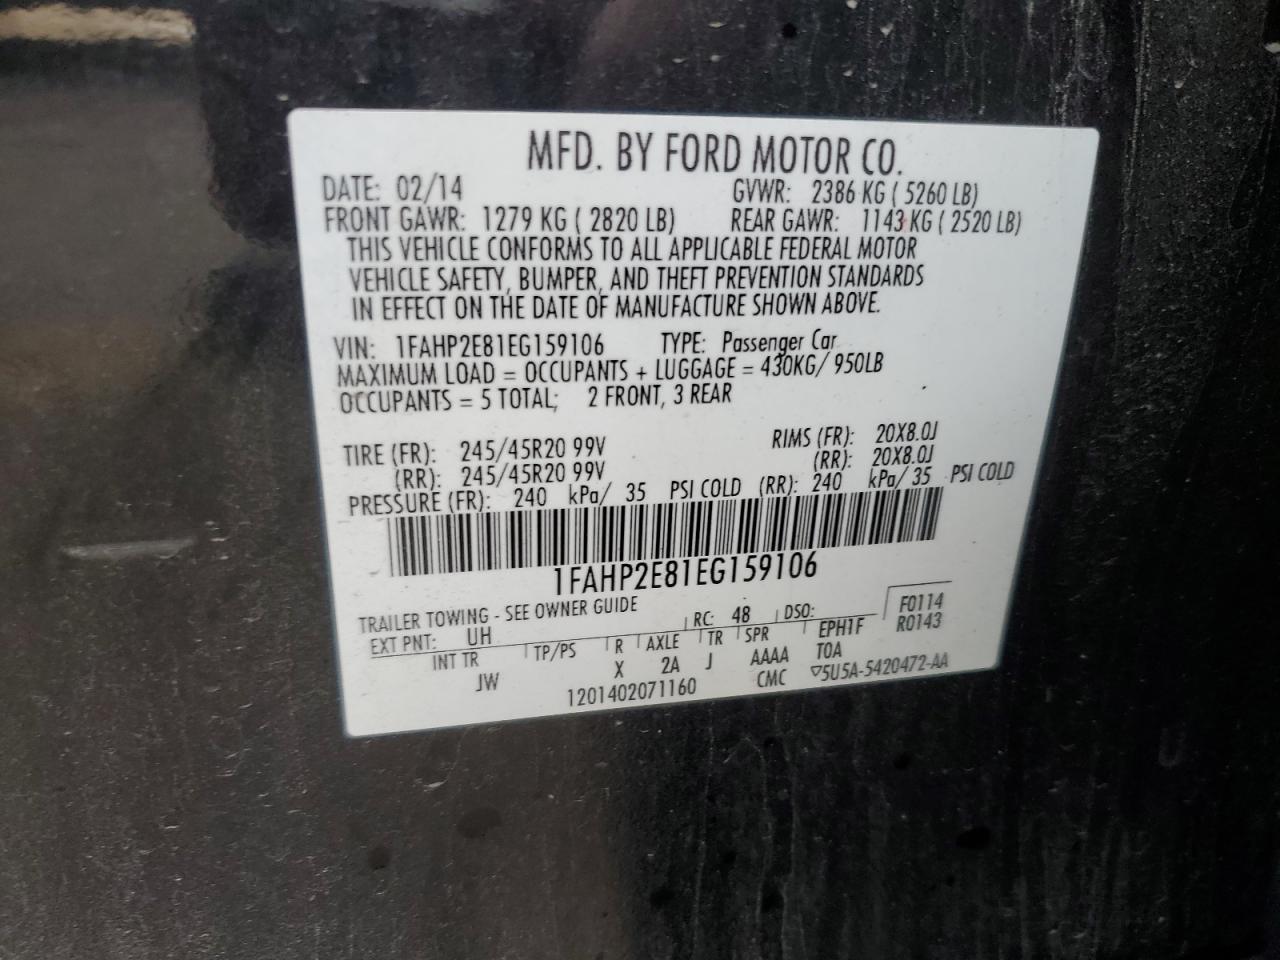 MFD. BY FORD MOTOR CO.
DATE: 02/14 GVWR: 2386 KG ( 5260 LB)
FRONT GAWR: 1279 KG ( 2820 LB) REAR GAWR: 1143 KG ( 2520 LB)
THIS VEHICLE CONFORMS TO ALL APPLICABLE FEDERAL MOTOR
VEHICLE SAFETY, BUMPER, AND THEFT PREVENTION STANDARDS
IN EFFECT ON THE DATE OF MANUFACTURE SHOWN ABOVE.
VIN: 1FAHP2E81EG159106 TYPE: Passenger Car
MAXIMUM LOAD = OCCUPANTS + LUGGAGE = 430KG/ 950LB
OCCUPANTS = 5 TOTAL; 2 FRONT, 3 REAR
TIRE (FR): 245/45R20 99V RIMS (FR): 20X8.0J
(RR): 245/45R20 99V (RR): 20X8.0J
PRESSURE (FR): 240 kPa/ 35 PSI COLD (RR): 240 kPa/ 35 PSI COLD
1FAHP2E81EG159106
TRAILER TOWING - SEE OWNER GUIDE
EXT PNT: UH RC: 48 DSO: F0114
R0143
INT TR TP/PS R AXLE TR SPR EPH1F
JW X 2A J AAAA TOA
1201402071160 CMC ▽5U5A-5420472-AA